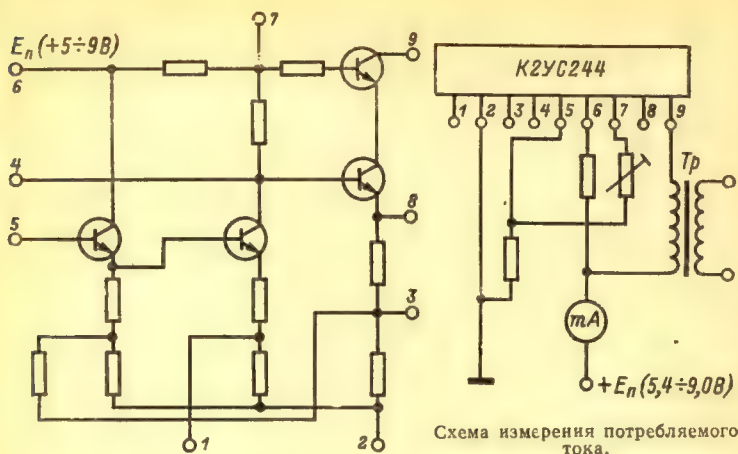 7
Eп (+5÷9В)
6
9
4
5
8
3
1
2
К2УС244
1 2 3 4 5 6 7 8 9
Тр
mA
+Eп (5,4÷9,0В)
Схема измерения потребляемого
тока.